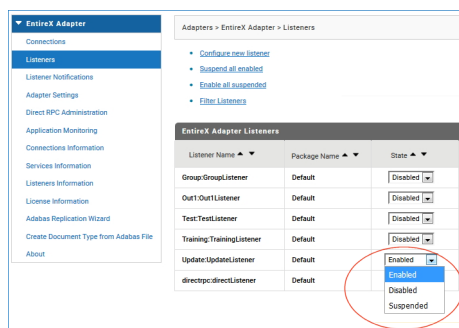 EntireX Adapter
Connections
Listeners
Listener Notifications
Adapter Settings
Direct RPC Administration
Application Monitoring
Connections Information
Services Information
Listeners Information
License Information
Adabas Replication Wizard
Create Document Type from Adabas File
About
Adapters > EntireX Adapter > Listeners
Configure new listener
Suspend all enabled
Enable all suspended
Filter Listeners
EntireX Adapter Listeners
Listener Name Package Name State
Group:GroupListener Default Disabled
Out1:Out1Listener Default Disabled
Test:TestListener Default Disabled
Training:TrainingListener Default Disabled
Update:UpdateListener Default Enabled
directrpc:directListener Default Enabled
Disabled
Suspended